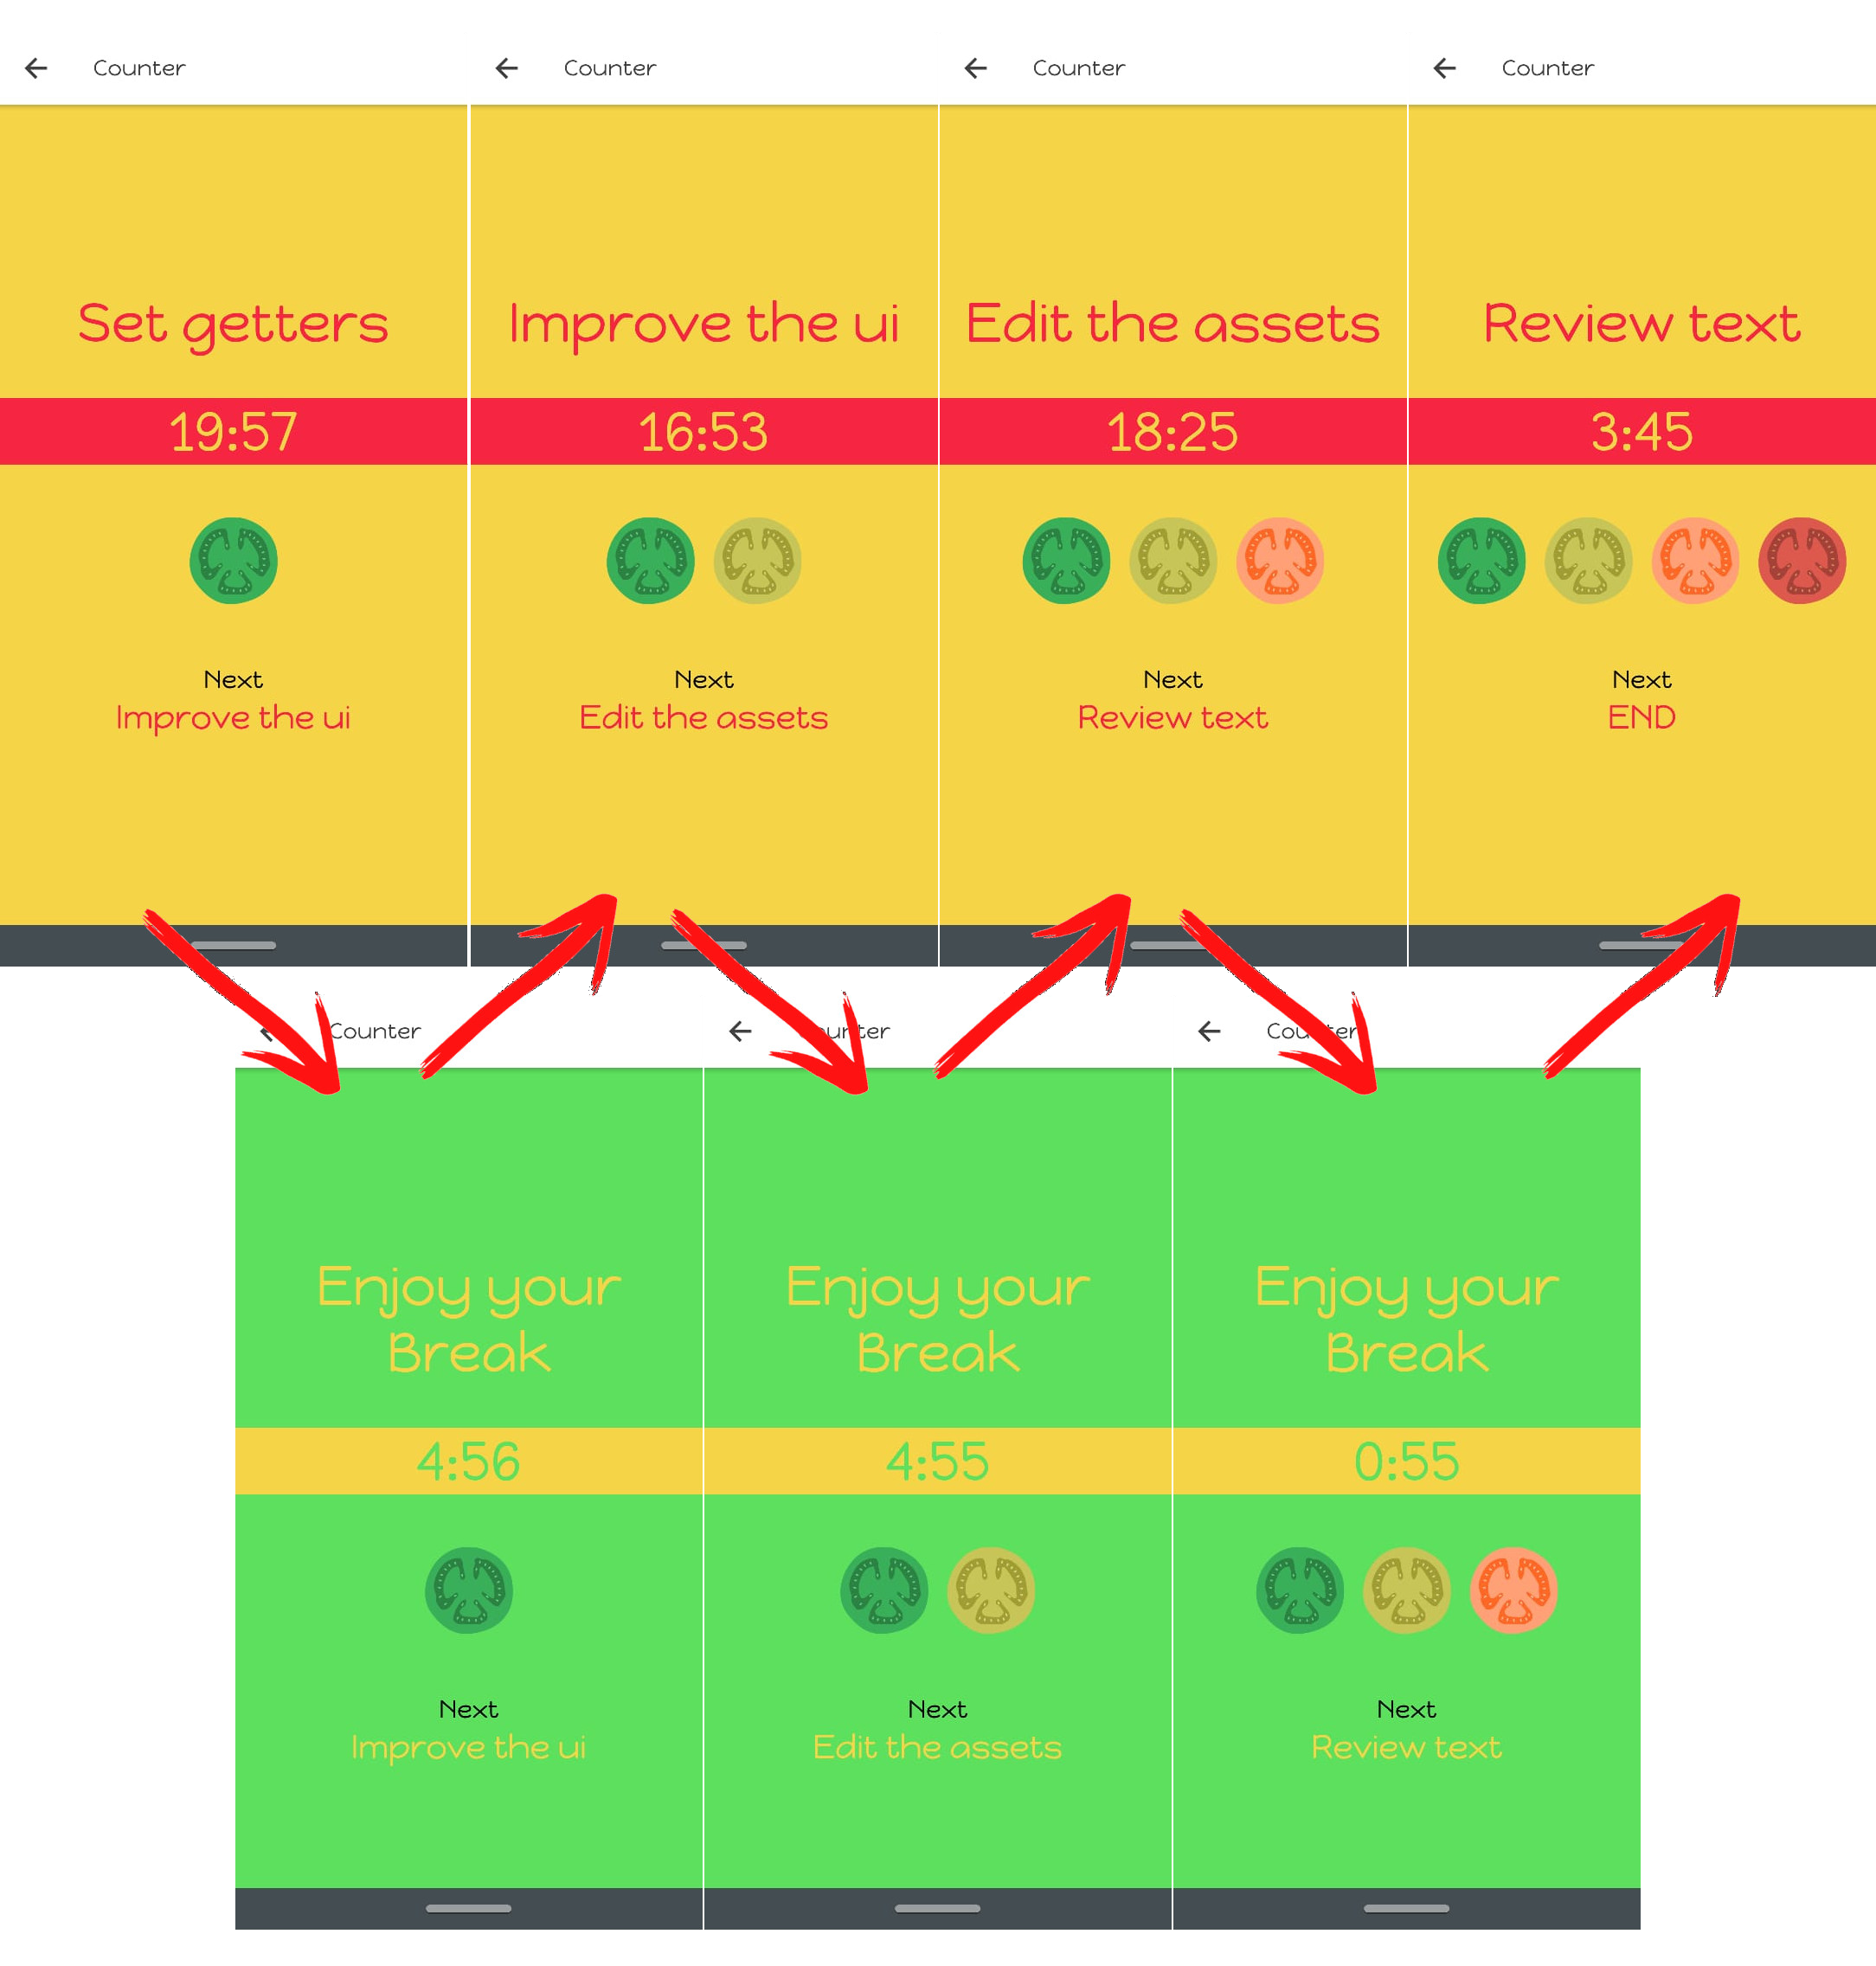 Counter
Set getters
19:57
Next
Improve the ui
Counter
Improve the ui
16:53
Next
Edit the assets
Counter
Edit the assets
18:25
Next
Review text
Counter
Review text
3:45
Next
END
Counter
Enjoy your
Break
4:56
Next
Improve the ui
Counter
Enjoy your
Break
4:55
Next
Edit the assets
Counter
Enjoy your
Break
0:55
Next
Review text